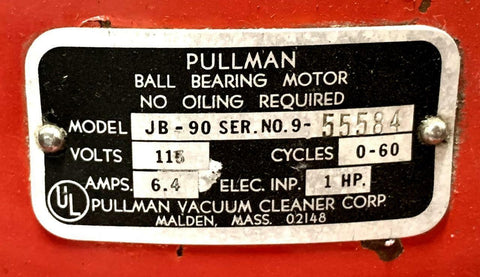 PULLMAN
BALL BEARING MOTOR
NO OILING REQUIRED
MODEL JB-90 SER.NO.9-55584
VOLTS 115 CYCLES 0-60
AMPS. 6.4 ELEC. INP. 1 HP.
UL PULLMAN VACUUM CLEANER CORP
MALDEN, MASS. 02148